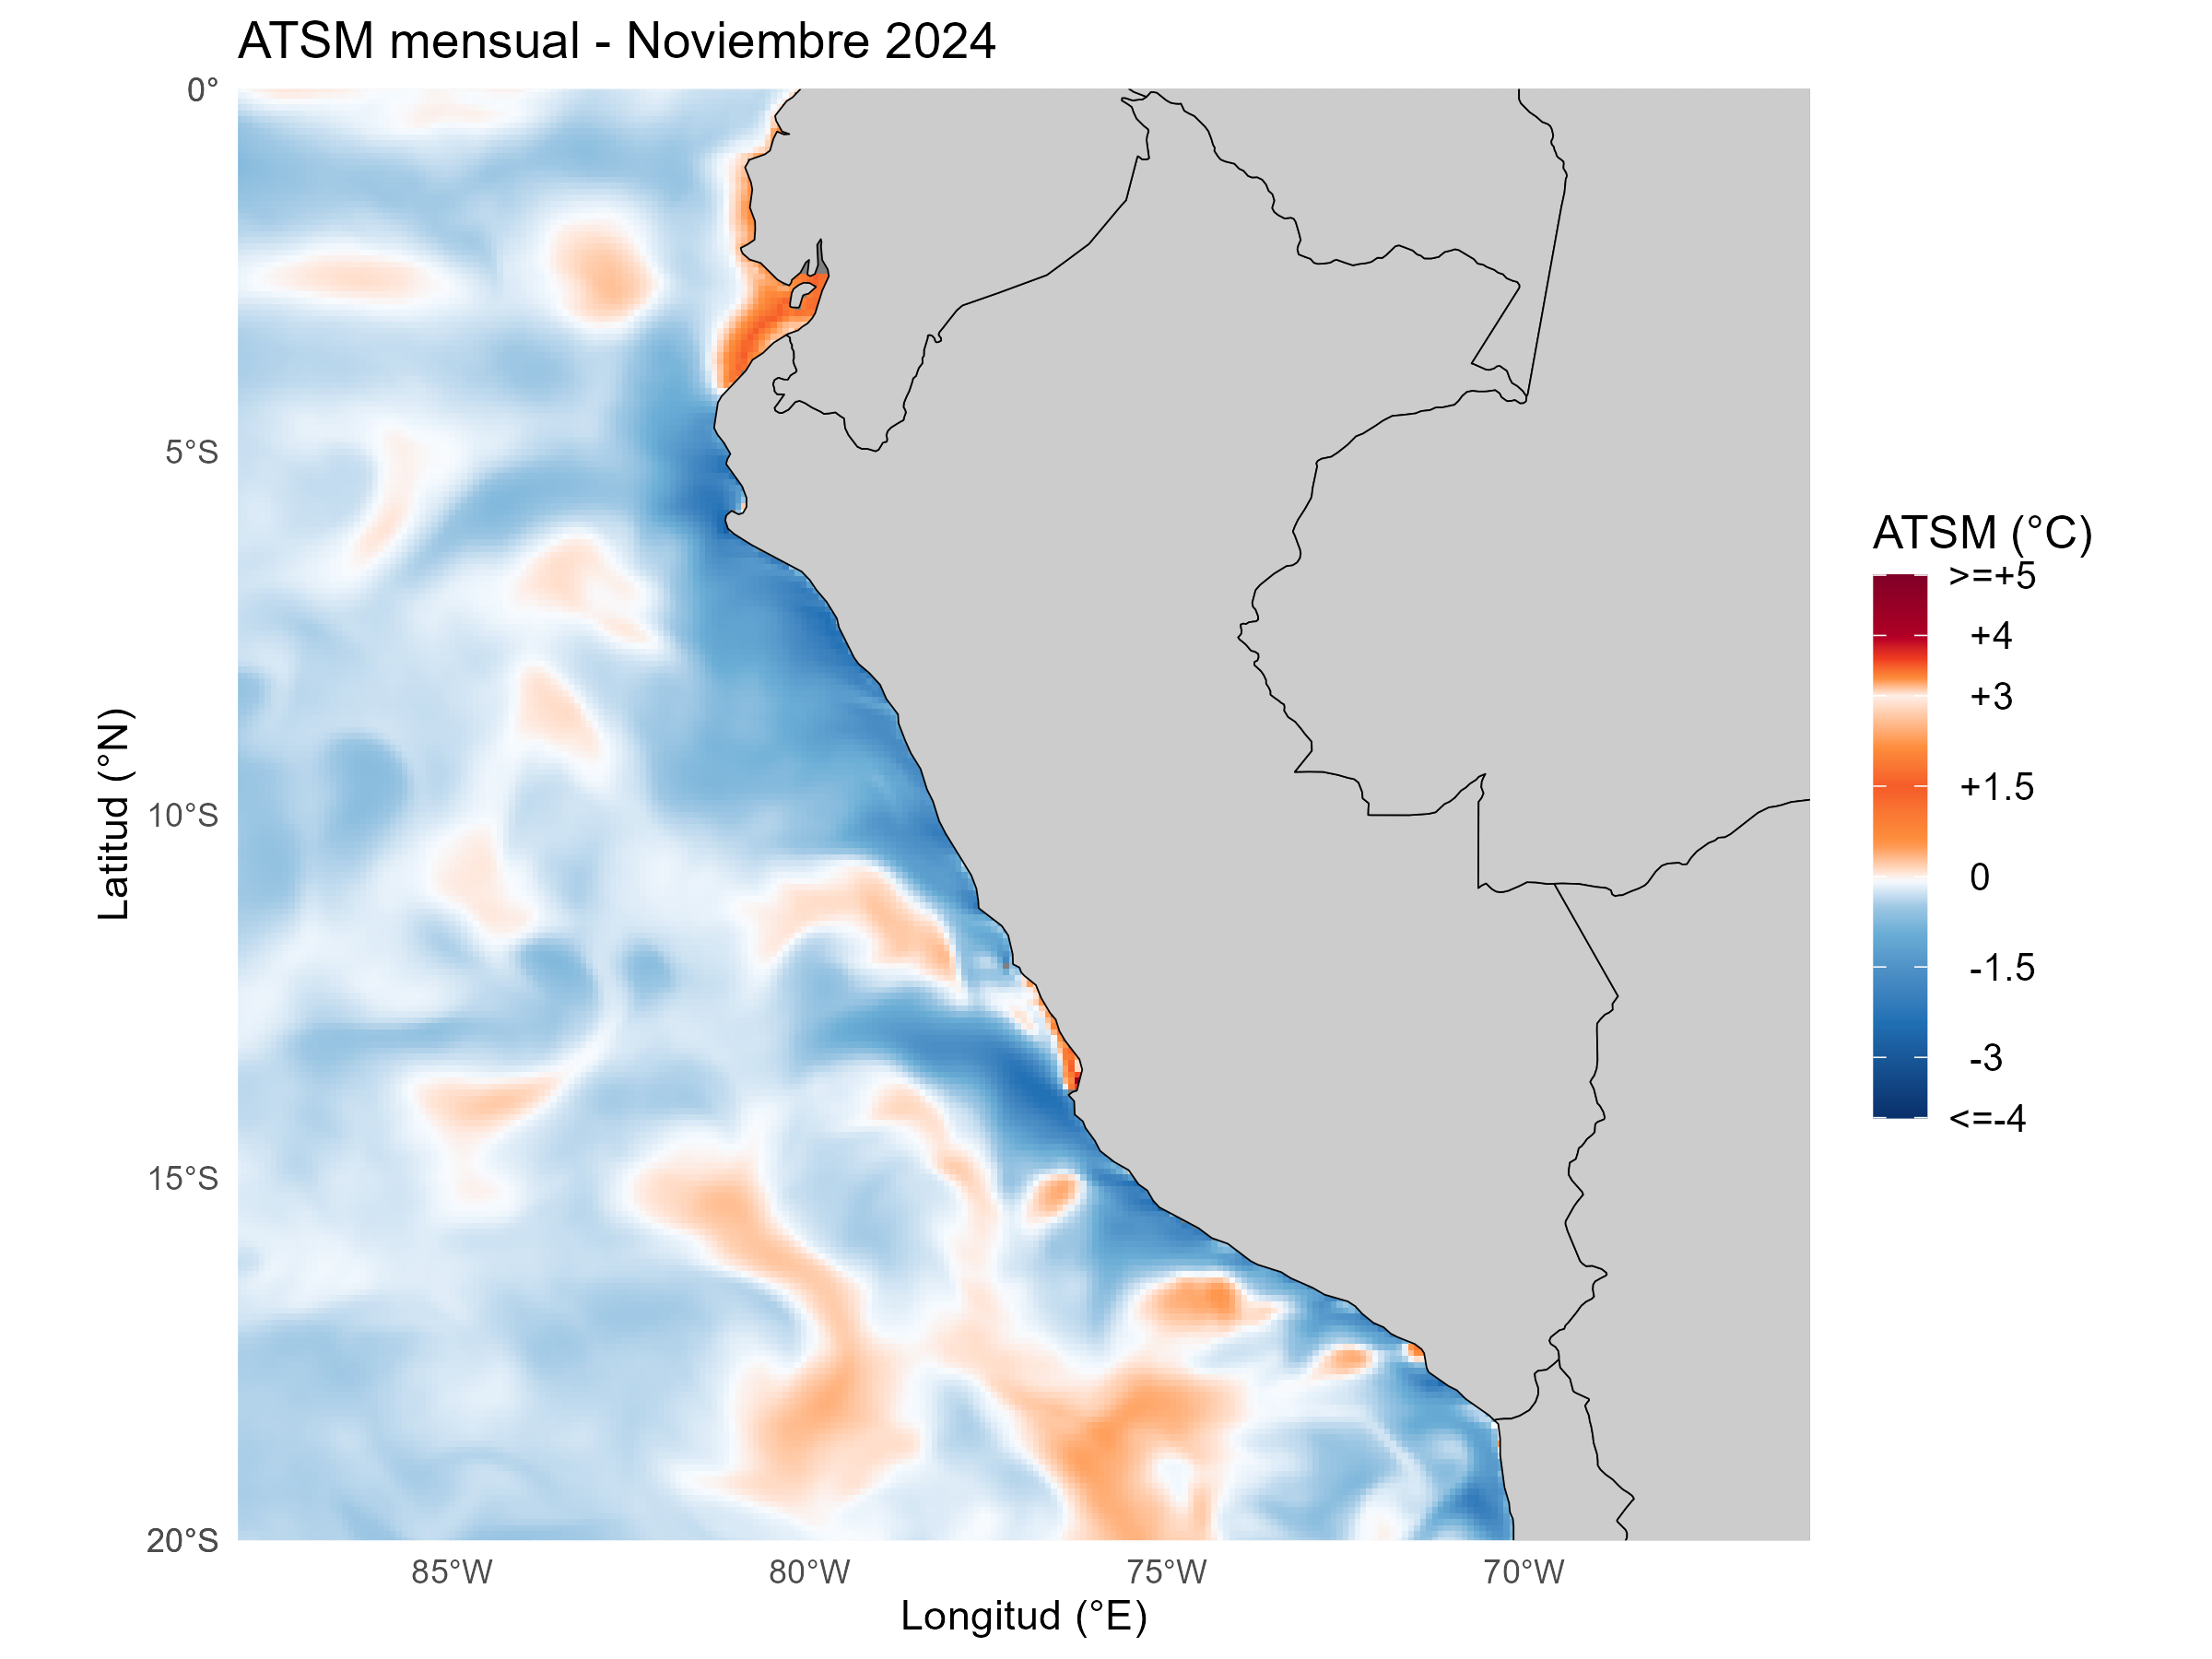 ATSM mensual - Noviembre 2024
0°
5°S
10°S
15°S
20°S
Latitud (°N)
85°W
80°W
75°W
70°W
Longitud (°E)
ATSM (°C)
>=+5
+4
+3
+1.5
0
-1.5
-3
<=-4